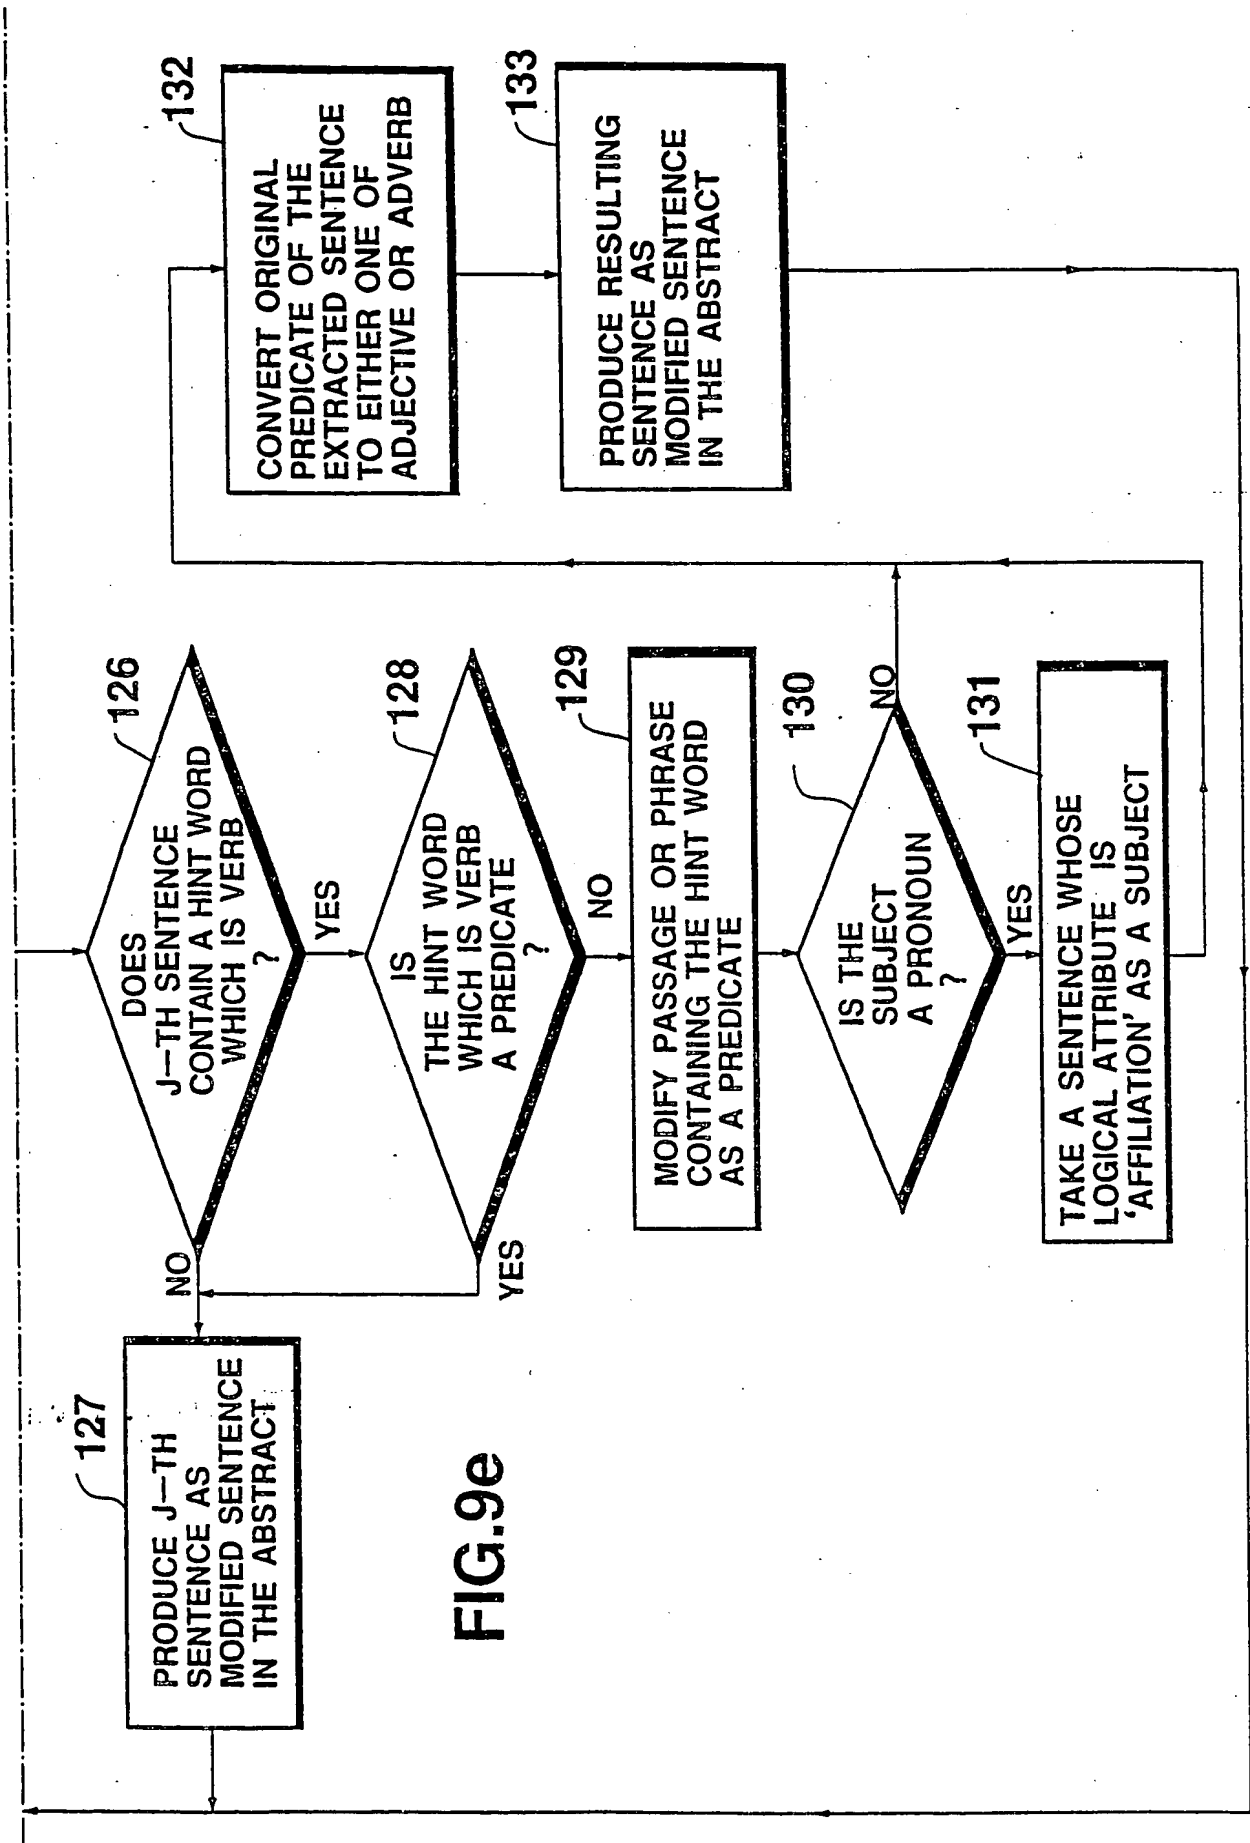 126
DOES
J-TH SENTENCE
CONTAIN A HINT WORD
WHICH IS VERB
?
NO
YES
127
PRODUCE J-TH
SENTENCE AS
MODIFIED SENTENCE
IN THE ABSTRACT
128
IS
THE HINT WORD
WHICH IS VERB
A PREDICATE
?
YES
NO
129
MODIFY PASSAGE OR PHRASE
CONTAINING THE HINT WORD
AS A PREDICATE
130
IS THE
SUBJECT
A PRONOUN
?
NO
YES
131
TAKE A SENTENCE WHOSE
LOGICAL ATTRIBUTE IS
'AFFILIATION' AS A SUBJECT
132
CONVERT ORIGINAL
PREDICATE OF THE
EXTRACTED SENTENCE
TO EITHER ONE OF
ADJECTIVE OR ADVERB
133
PRODUCE RESULTING
SENTENCE AS
MODIFIED SENTENCE
IN THE ABSTRACT
FIG.9e